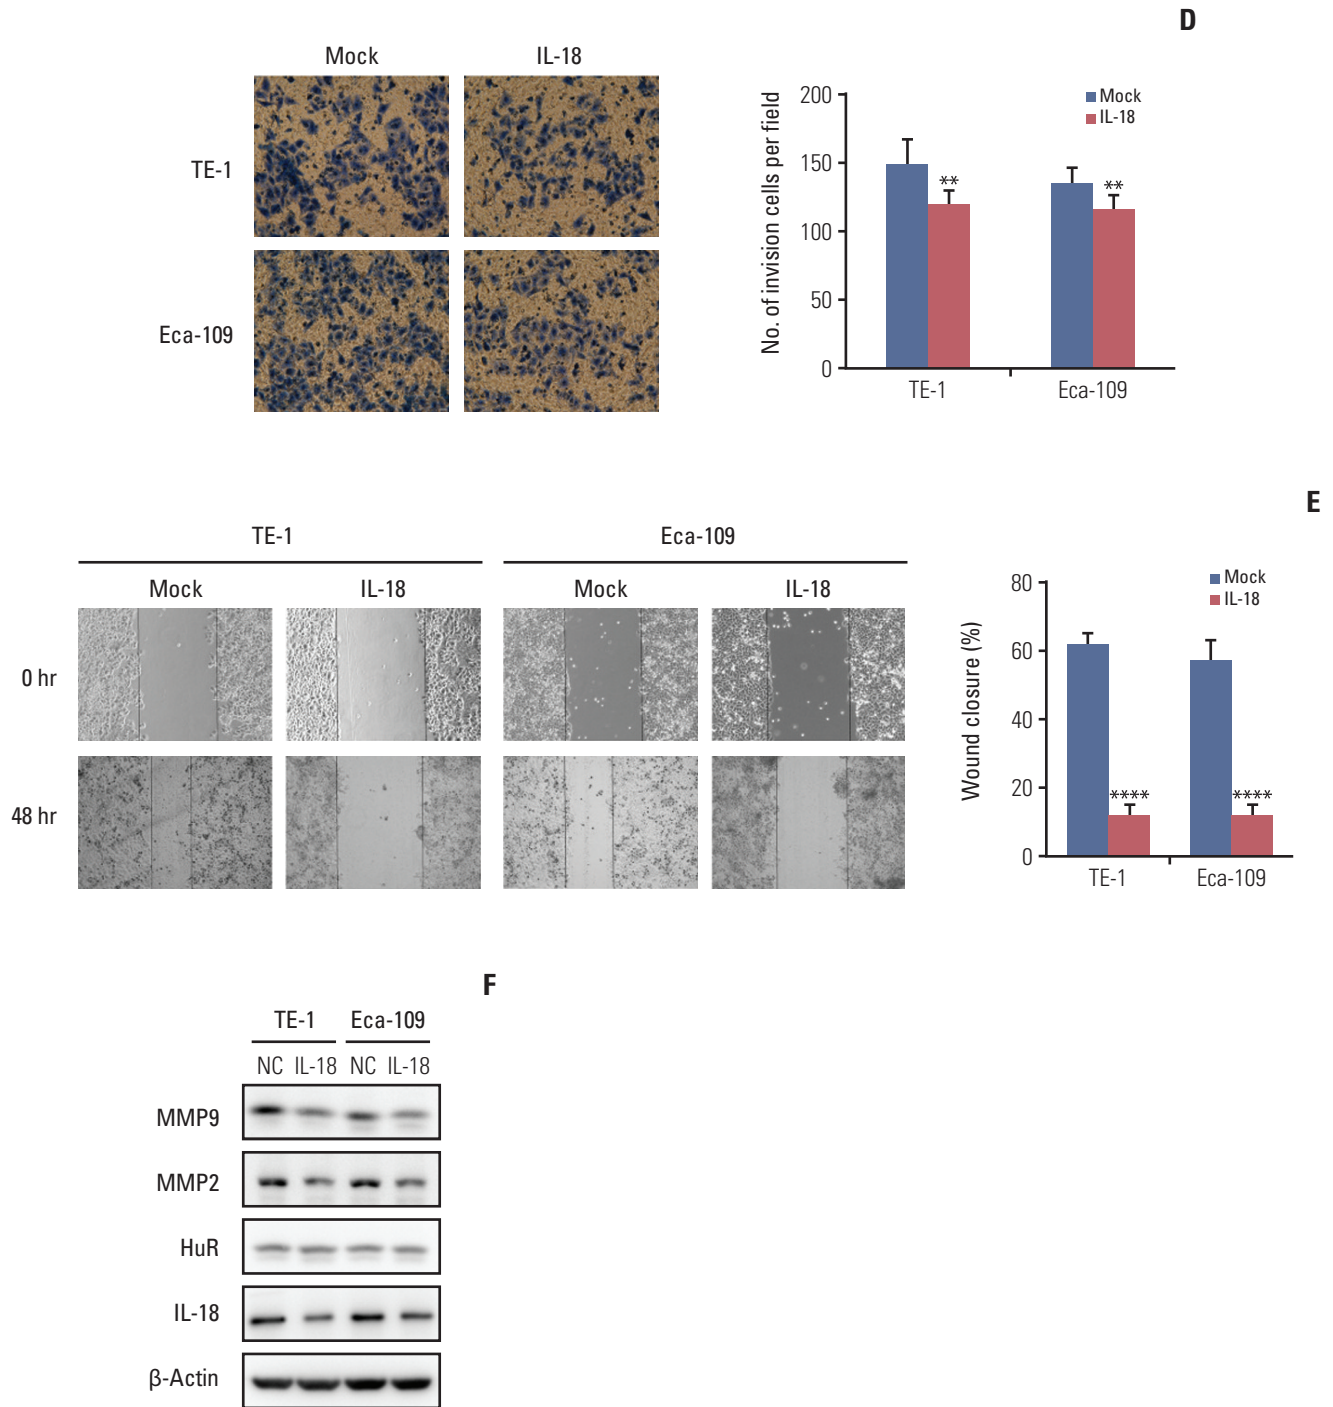 D
Mock IL-18
TE-1
Eca-109
No. of invision cells per field
200
150
100
50
0
Mock
IL-18
**
**
TE-1 Eca-109
E
TE-1 Eca-109
Mock IL-18 Mock IL-18
0 hr
48 hr
Wound closure (%)
80
60
40
20
0
Mock
IL-18
****
****
TE-1 Eca-109
F
TE-1 Eca-109
NC IL-18 NC IL-18
MMP9
MMP2
HuR
IL-18
β-Actin